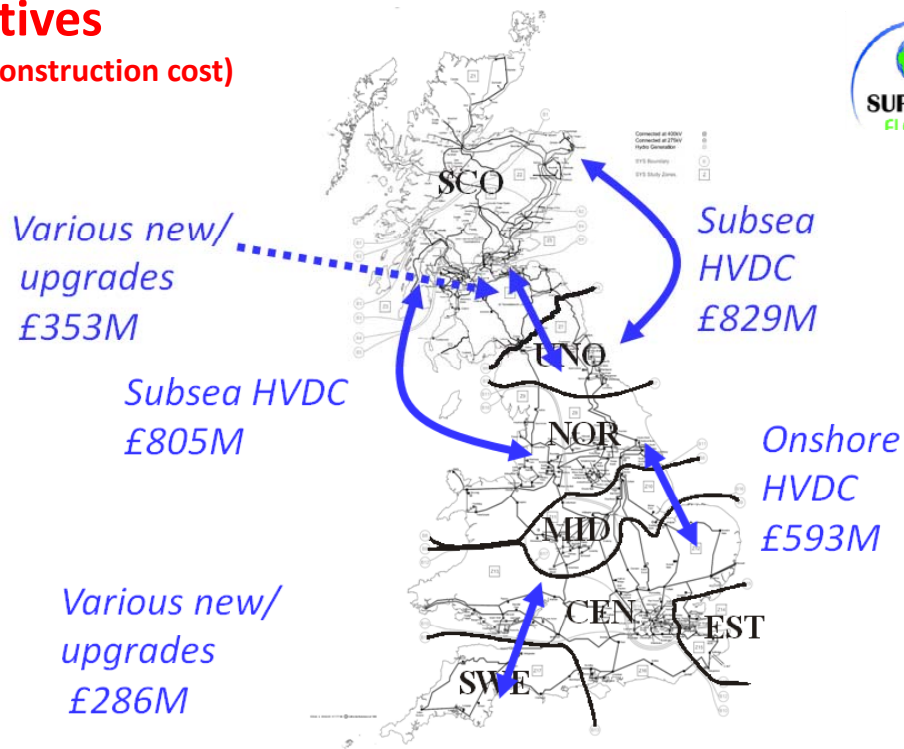 tives
onstruction cost)
SUP
Connected at 400kV
Connected at 275kV
Hydro Generation
SYS Boundary
SYS Study Zones.
SCO
Various new/
upgrades
£353M
Subsea
HVDC
£829M
UNO
Subsea HVDC
£805M
NOR
Onshore
HVDC
£593M
MID
Various new/
upgrades
£286M
CEN
EST
SWE